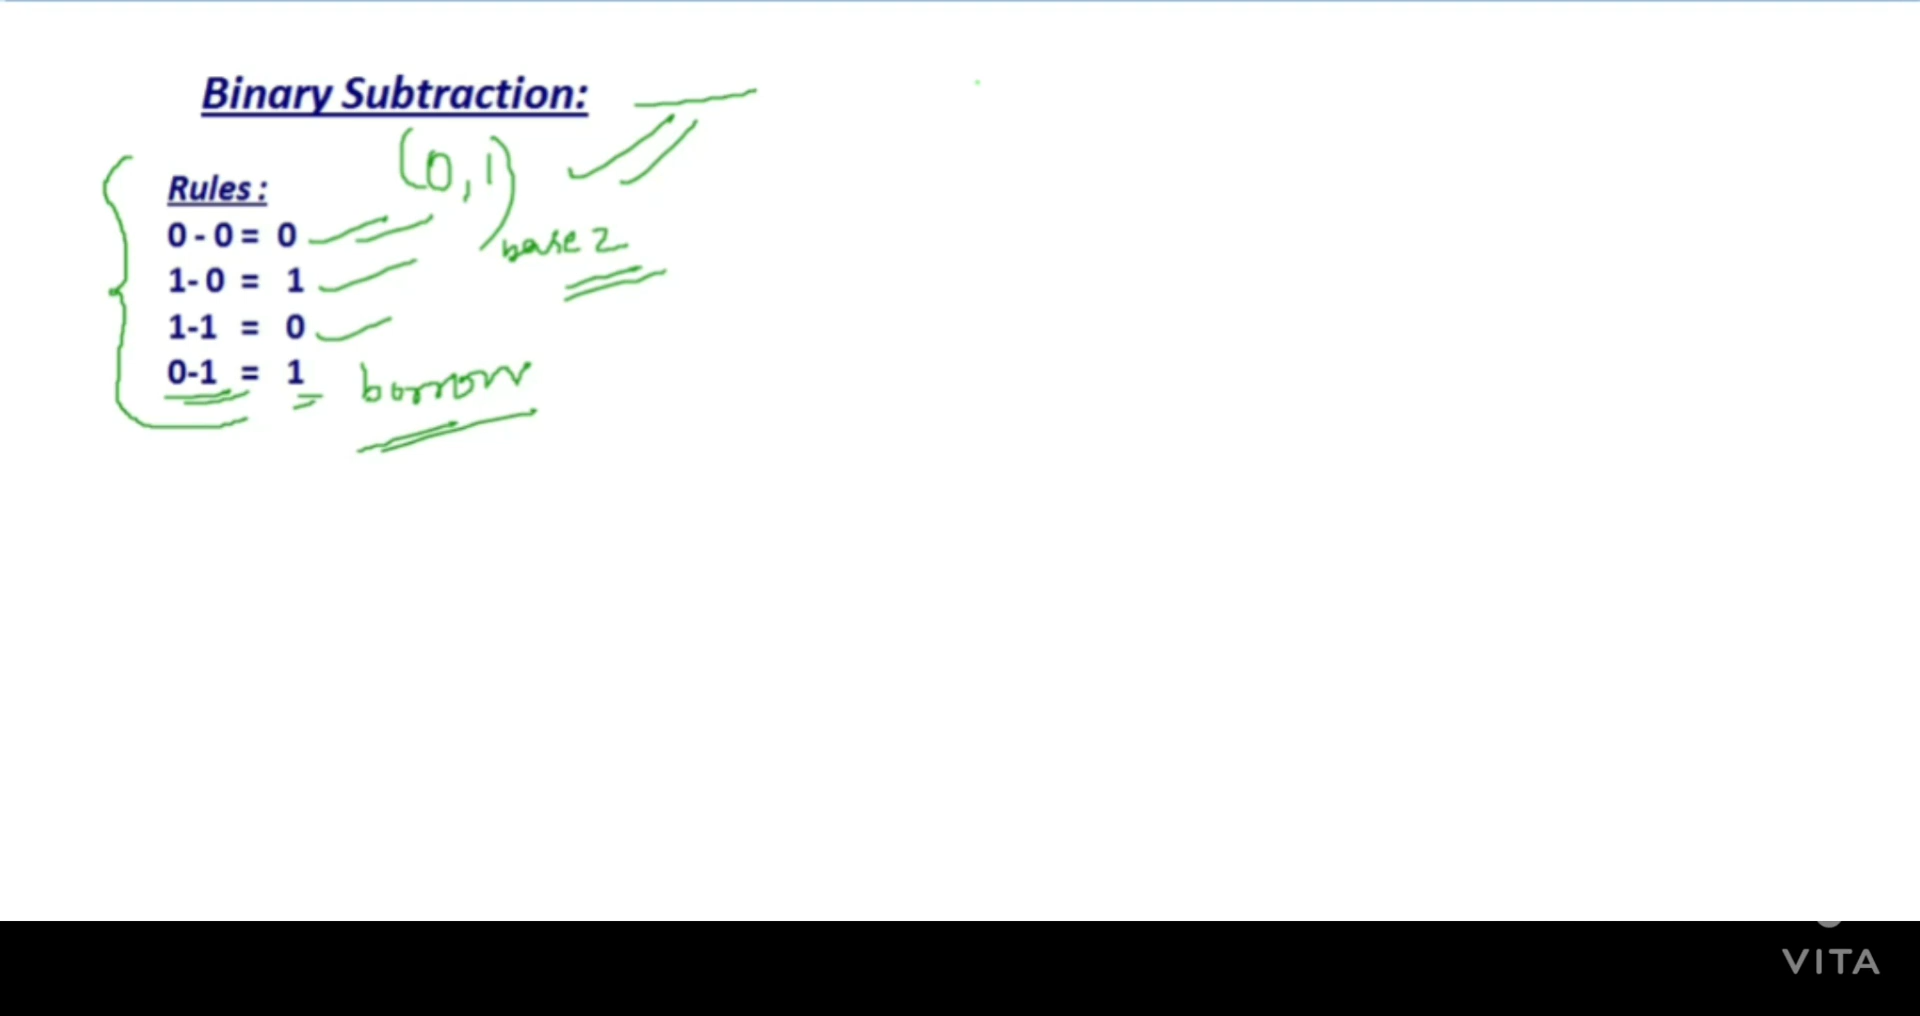 Binary Subtraction:
(0,1)
Rules :
0 - 0 = 0
base 2
1- 0 = 1
1-1 = 0
0-1 = 1 borrow
VITA